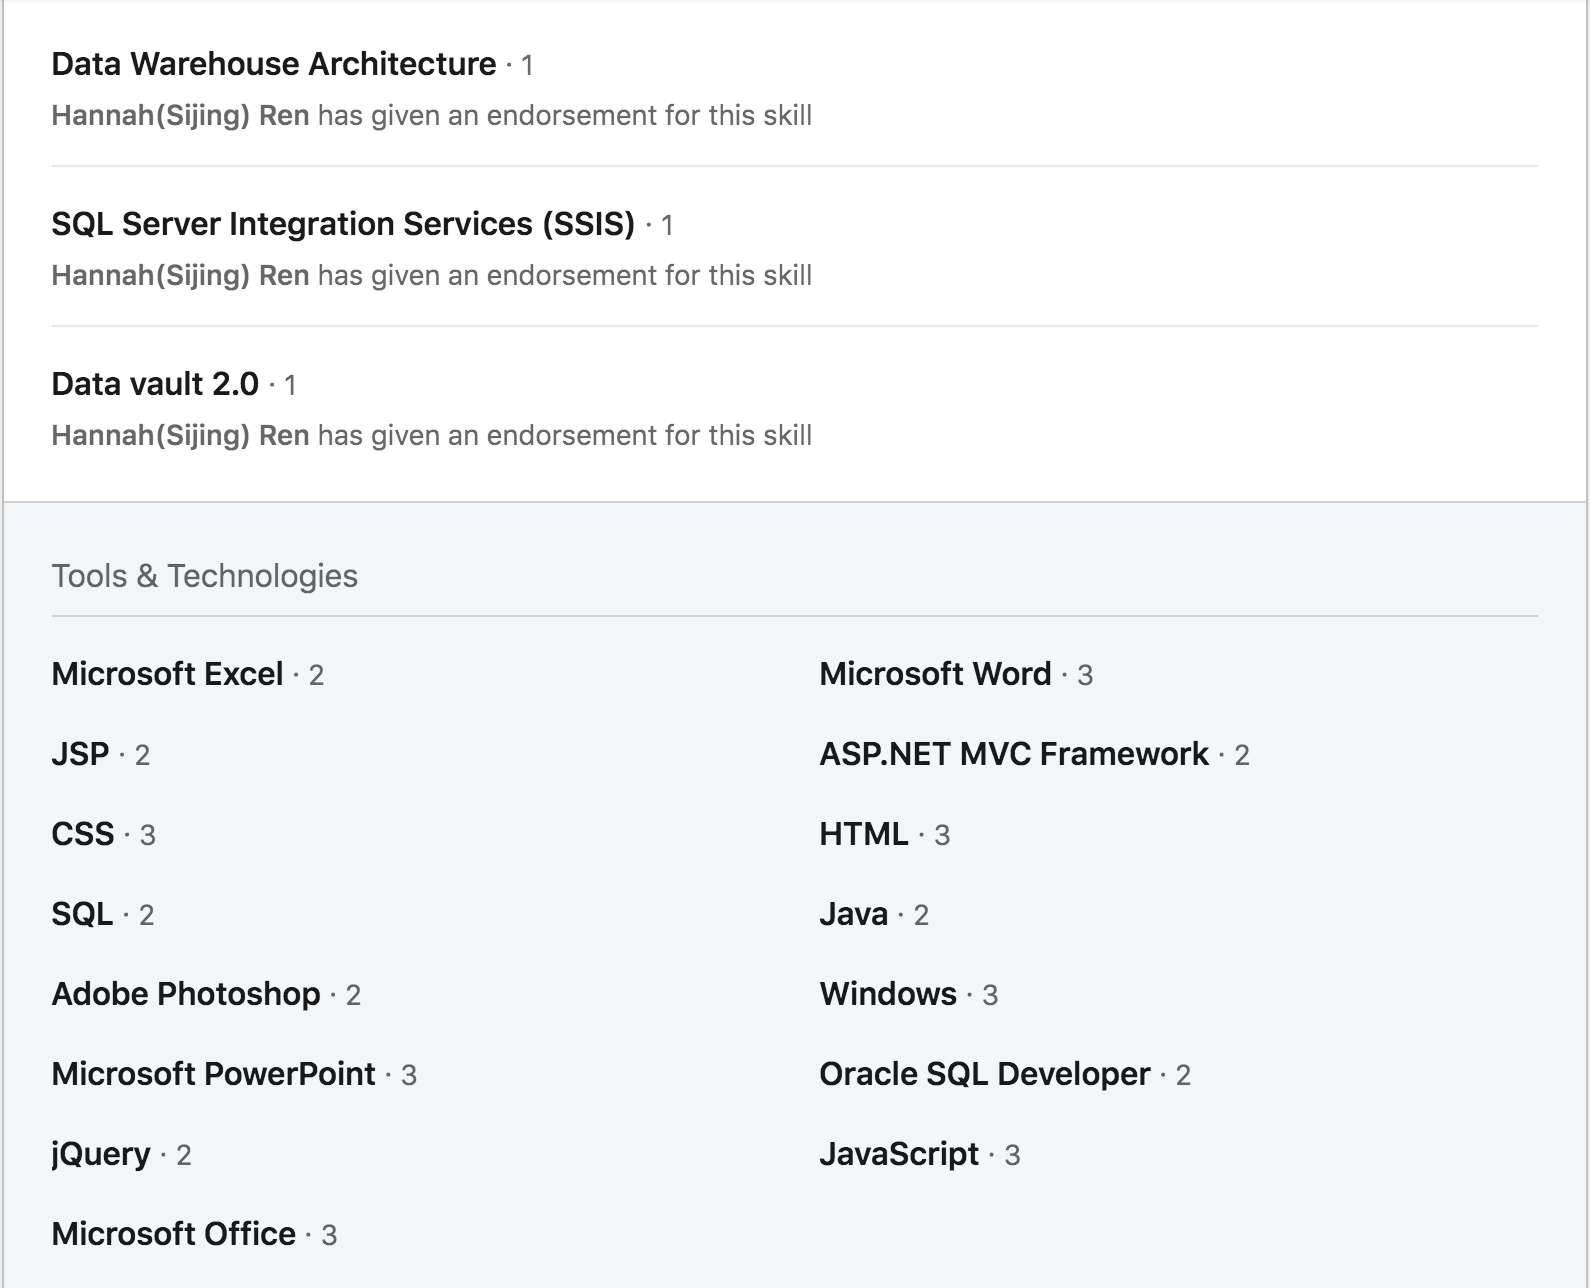 Data Warehouse Architecture · 1
Hannah(Sijing) Ren has given an endorsement for this skill
SQL Server Integration Services (SSIS) · 1
Hannah(Sijing) Ren has given an endorsement for this skill
Data vault 2.0 · 1
Hannah(Sijing) Ren has given an endorsement for this skill
Tools & Technologies
Microsoft Excel · 2
Microsoft Word · 3
JSP · 2
ASP.NET MVC Framework · 2
CSS · 3
HTML · 3
SQL · 2
Java · 2
Adobe Photoshop · 2
Windows · 3
Microsoft PowerPoint · 3
Oracle SQL Developer · 2
jQuery · 2
JavaScript · 3
Microsoft Office · 3